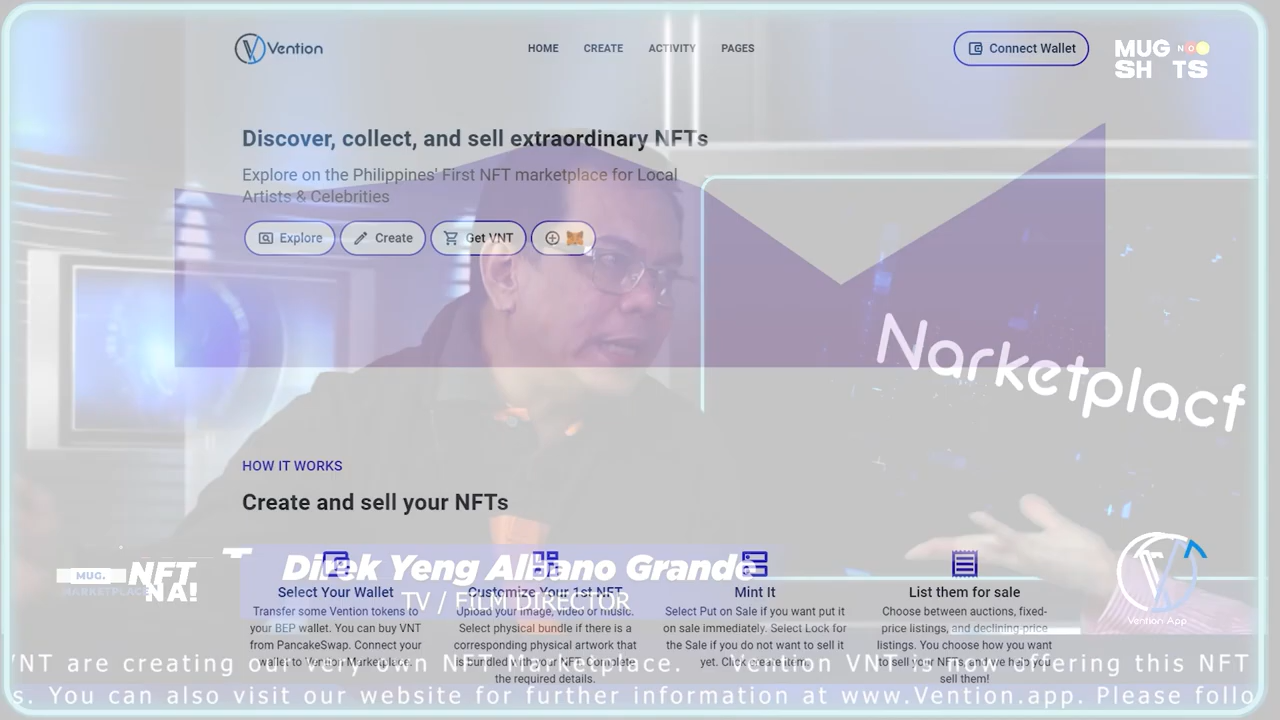 Vention
HOME CREATE ACTIVITY PAGES
Connect Wallet
MUG NO
SH TS
Discover, collect, and sell extraordinary NFTs
Explore on the Philippines' First NFT marketplace for Local
Artists & Celebrities
Explore Create Get VNT
Narketplacf
HOW IT WORKS
Create and sell your NFTs
MUG. NFT
MARKETPLACE NA!
T
Direk Yeng Albano Grande
TV / FILM DIRECTOR
Select Your Wallet
Transfer some Vention tokens to
your BEP wallet. You can buy VNT
from PancakeSwap. Connect your
wallet to Vention Marketplace.
Customize Your 1st NFT
Upload your image, video or music.
Select physical bundle if there is a
corresponding physical artwork that
is bundled with your NFT. Complete
the required details.
Mint It
Select Put on Sale if you want put it
on sale immediately. Select Lock for
the Sale if you do not want to sell it
yet. Click create item.
List them for sale
Choose between auctions, fixed-
price listings, and declining-price
listings. You choose how you want
to sell your NFTs, and we help you
sell them!
Vention App
VNT are creating our very own NFT Marketplace. Vention VNT is now offering this NFT
s. You can also visit our website for further information at www.Vention.app. Please follo